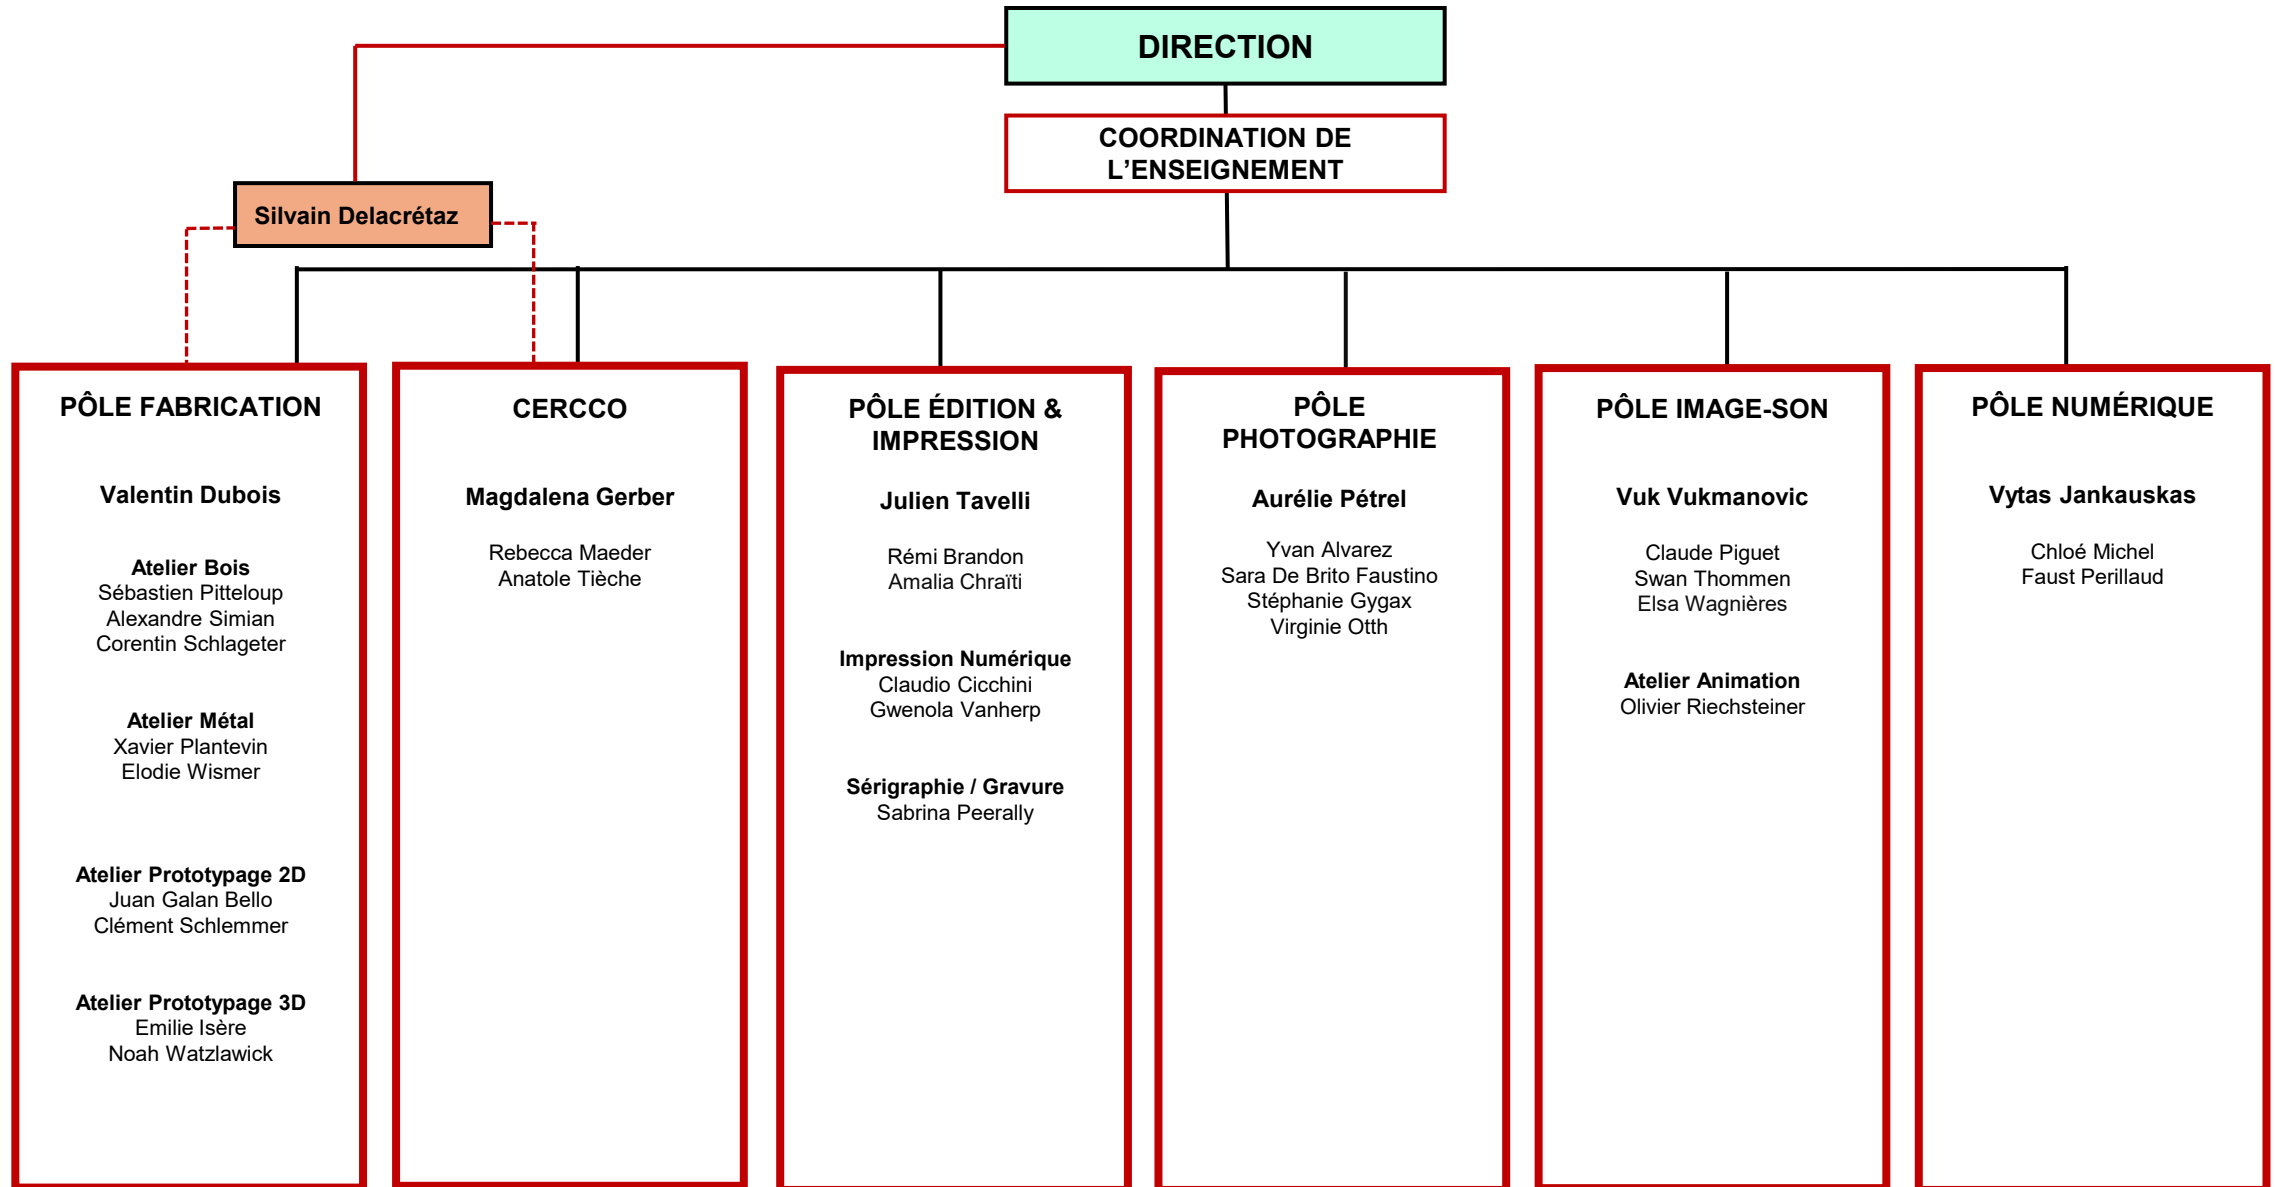 DIRECTION
COORDINATION DE
L’ENSEIGNEMENT
Silvain Delacrétaz
PÔLE FABRICATION
Valentin Dubois
Atelier Bois
Sébastien Pitteloup
Alexandre Simian
Corentin Schlageter
Atelier Métal
Xavier Plantevin
Elodie Wismer
Atelier Prototypage 2D
Juan Galan Bello
Clément Schlemmer
Atelier Prototypage 3D
Emilie Isère
Noah Watzlawick
CERCCO
Magdalena Gerber
Rebecca Maeder
Anatole Tièche
PÔLE ÉDITION &
IMPRESSION
Julien Tavelli
Rémi Brandon
Amalia Chraïti
Impression Numérique
Claudio Cicchini
Gwenola Vanherp
Sérigraphie / Gravure
Sabrina Peerally
PÔLE
PHOTOGRAPHIE
Aurélie Pétrel
Yvan Alvarez
Sara De Brito Faustino
Stéphanie Gygax
Virginie Otth
PÔLE IMAGE-SON
Vuk Vukmanovic
Claude Piguet
Swan Thommen
Elsa Wagnières
Atelier Animation
Olivier Riechsteiner
PÔLE NUMÉRIQUE
Vytas Jankauskas
Chloé Michel
Faust Perillaud